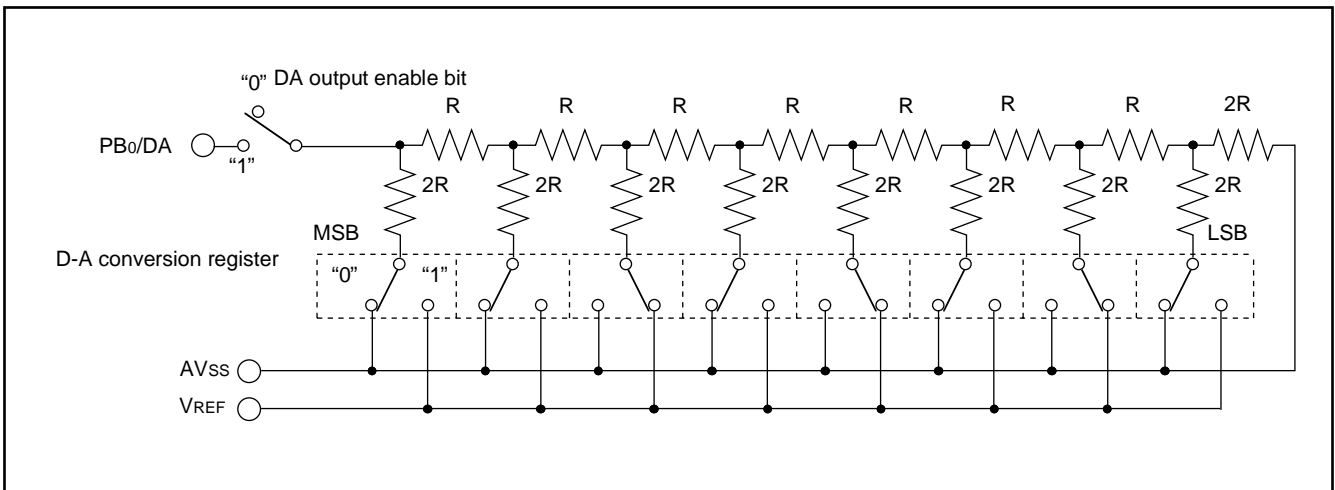 “0” DA output enable bit
R R R R R R R 2R
PB0/DA
“1”
2R 2R 2R 2R 2R 2R 2R 2R
MSB LSB
D-A conversion register
“0” “1”
AVSS
VREF